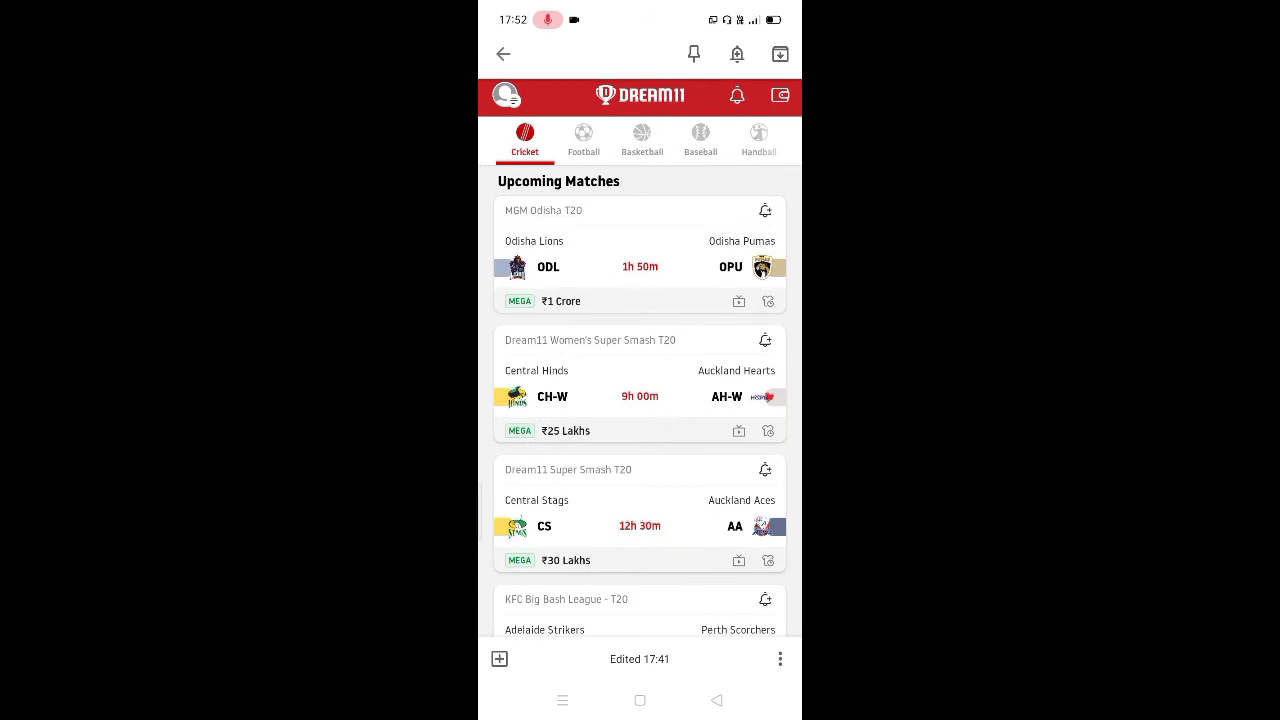 17:52
DREAM11
Cricket Football Basketball Baseball Handball
Upcoming Matches
MGM Odisha T20
Odisha Lions Odisha Pumas
ODL 1h 50m OPU
MEGA ₹1 Crore
Dream11 Women's Super Smash T20
Central Hinds Auckland Hearts
CH-W 9h 00m AH-W
MEGA ₹25 Lakhs
Dream11 Super Smash T20
Central Stags Auckland Aces
CS 12h 30m AA
MEGA ₹30 Lakhs
KFC Big Bash League - T20
Adelaide Strikers Perth Scorchers
Edited 17:41